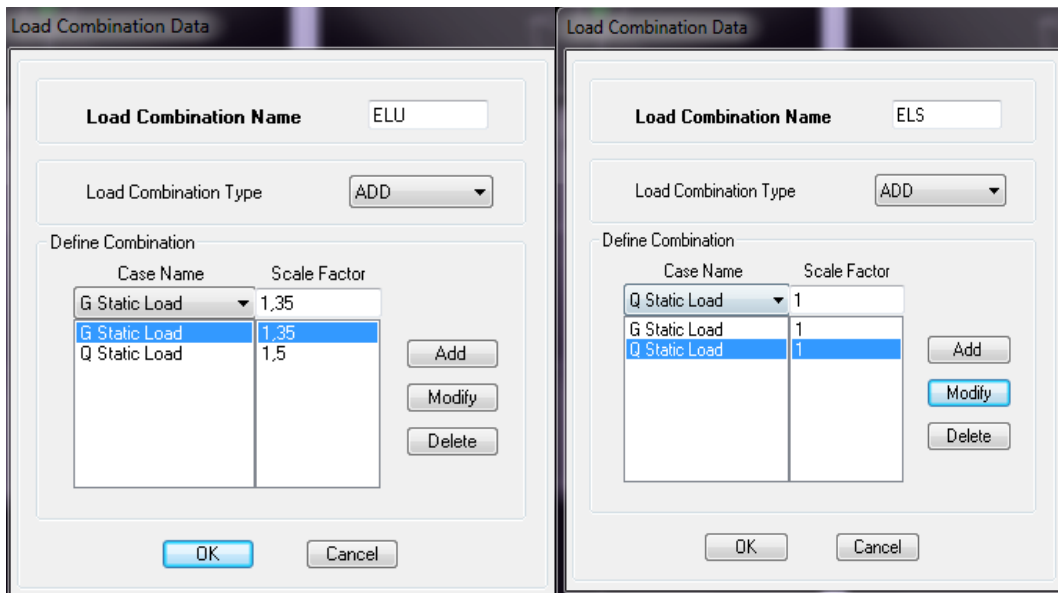 Load Combination Data
Load Combination Name ELU
Load Combination Type ADD
Define Combination
Case Name Scale Factor
G Static Load 1,35
G Static Load 1,35
Q Static Load 1,5
Add
Modify
Delete
OK Cancel
Load Combination Data
Load Combination Name ELS
Load Combination Type ADD
Define Combination
Case Name Scale Factor
Q Static Load 1
G Static Load 1
Q Static Load 1
Add
Modify
Delete
OK Cancel